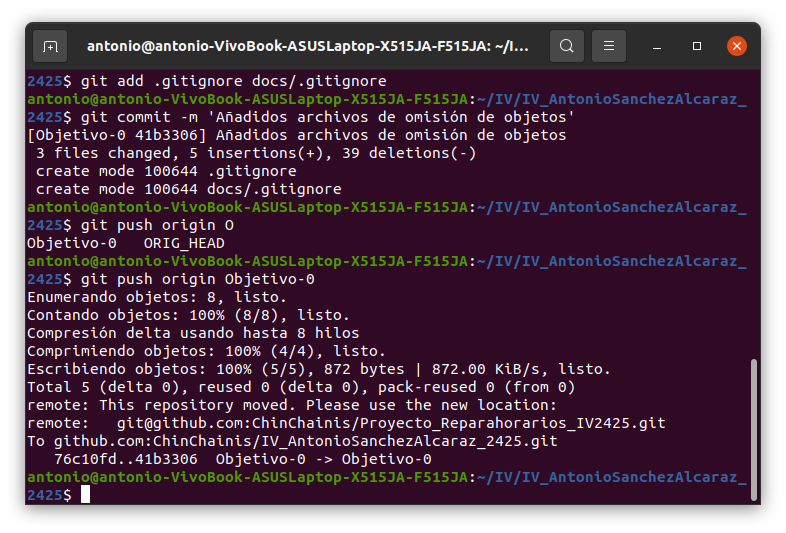 antonio@antonio-VivoBook-ASUSLaptop-X515JA-F515JA: ~/I...
2425$ git add .gitignore docs/.gitignore
antonio@antonio-VivoBook-ASUSLaptop-X515JA-F515JA:~/IV/IV_AntonioSanchezAlcaraz_
2425$ git commit -m 'Añadidos archivos de omisión de objetos'
[Objetivo-0 41b3306] Añadidos archivos de omisión de objetos
 3 files changed, 5 insertions(+), 39 deletions(-)
 create mode 100644 .gitignore
 create mode 100644 docs/.gitignore
antonio@antonio-VivoBook-ASUSLaptop-X515JA-F515JA:~/IV/IV_AntonioSanchezAlcaraz_
2425$ git push origin O
Objetivo-0   ORIG_HEAD
antonio@antonio-VivoBook-ASUSLaptop-X515JA-F515JA:~/IV/IV_AntonioSanchezAlcaraz_
2425$ git push origin Objetivo-0
Enumerando objetos: 8, listo.
Contando objetos: 100% (8/8), listo.
Compresión delta usando hasta 8 hilos
Comprimiendo objetos: 100% (4/4), listo.
Escribiendo objetos: 100% (5/5), 872 bytes | 872.00 KiB/s, listo.
Total 5 (delta 0), reused 0 (delta 0), pack-reused 0 (from 0)
remote: This repository moved. Please use the new location:
remote:   git@github.com:ChinChainis/Proyecto_Reparahorarios_IV2425.git
To github.com:ChinChainis/IV_AntonioSanchezAlcaraz_2425.git
   76c10fd..41b3306  Objetivo-0 -> Objetivo-0
antonio@antonio-VivoBook-ASUSLaptop-X515JA-F515JA:~/IV/IV_AntonioSanchezAlcaraz_
2425$